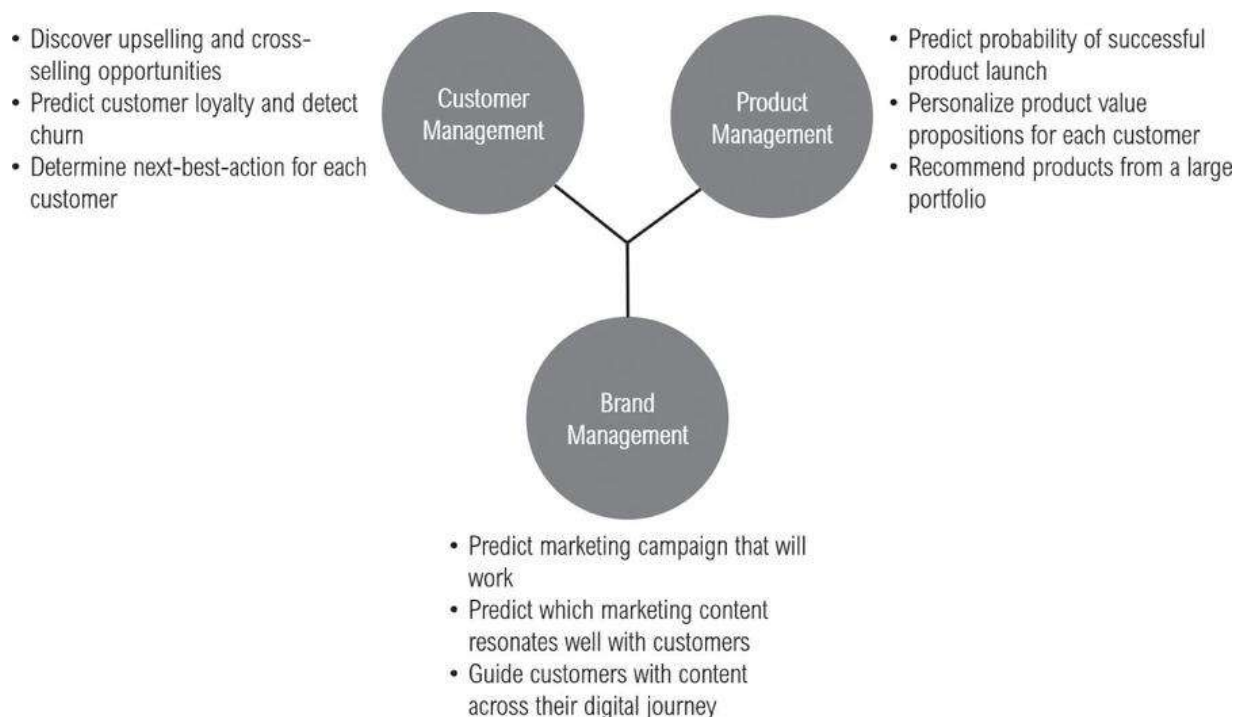 • Discover upselling and cross-
selling opportunities
• Predict customer loyalty and detect
churn
• Determine next-best-action for each
customer
Customer
Management
Product
Management
• Predict probability of successful
product launch
• Personalize product value
propositions for each customer
• Recommend products from a large
portfolio
Brand
Management
• Predict marketing campaign that will
work
• Predict which marketing content
resonates well with customers
• Guide customers with content
across their digital journey